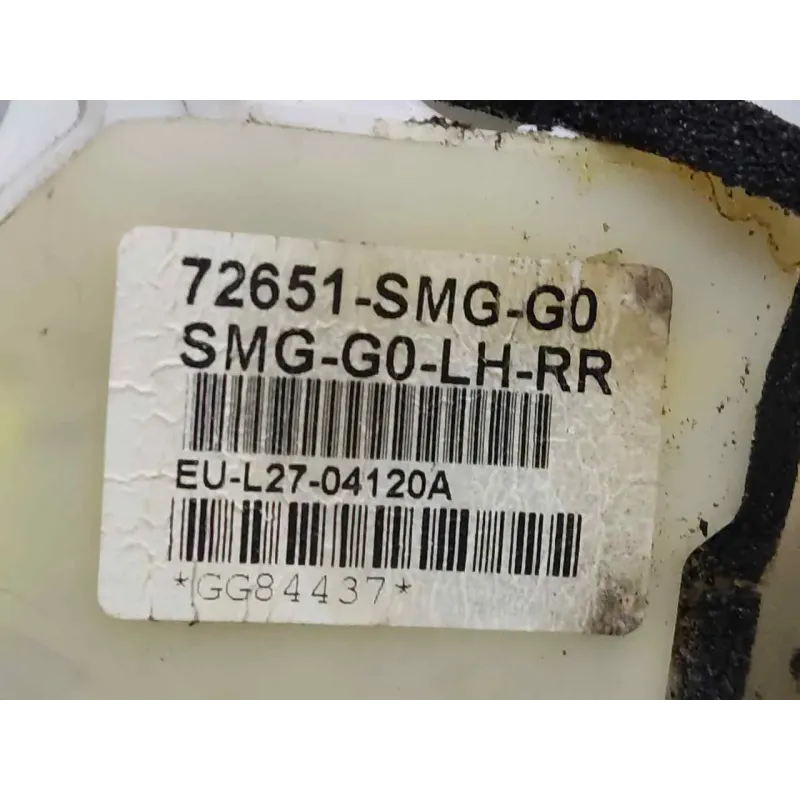 72651-SMG-G0
SMG-G0-LH-RR
EU-L27-04120A
*GG84437*